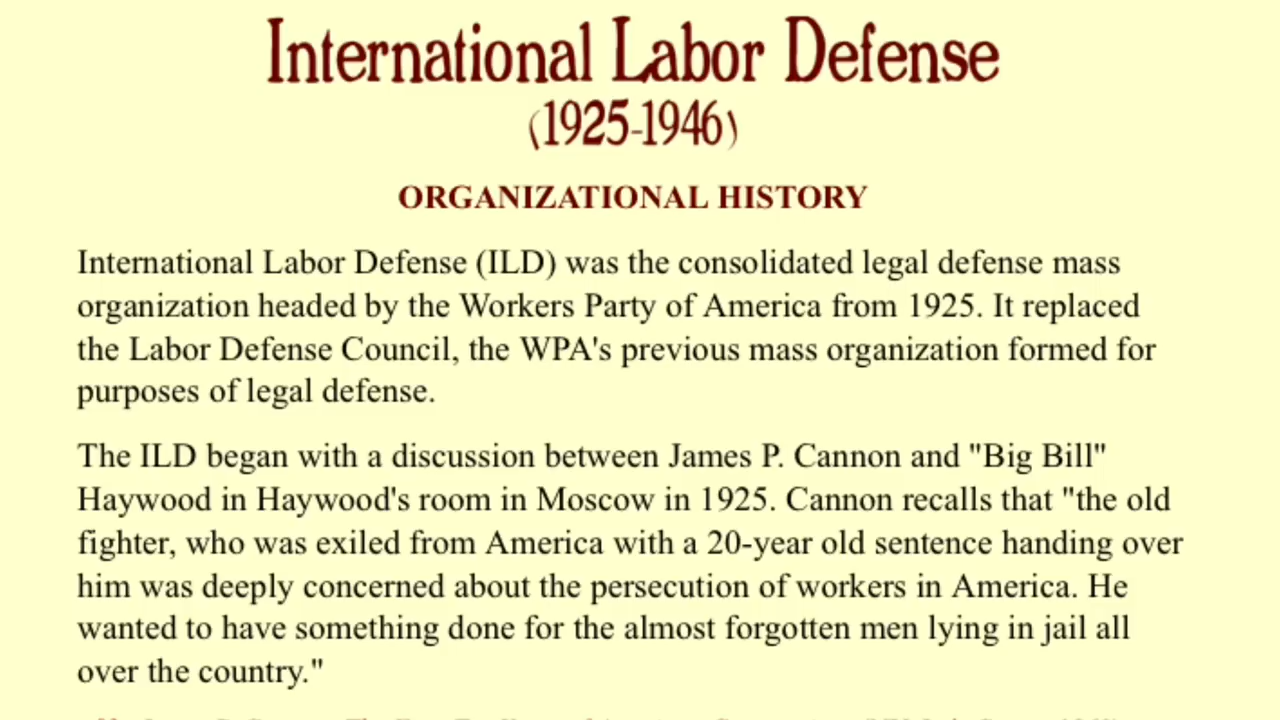 International Labor Defense
(1925-1946)
ORGANIZATIONAL HISTORY
International Labor Defense (ILD) was the consolidated legal defense mass
organization headed by the Workers Party of America from 1925. It replaced
the Labor Defense Council, the WPA's previous mass organization formed for
purposes of legal defense.
The ILD began with a discussion between James P. Cannon and "Big Bill"
Haywood in Haywood's room in Moscow in 1925. Cannon recalls that "the old
fighter, who was exiled from America with a 20-year old sentence handing over
him was deeply concerned about the persecution of workers in America. He
wanted to have something done for the almost forgotten men lying in jail all
over the country."